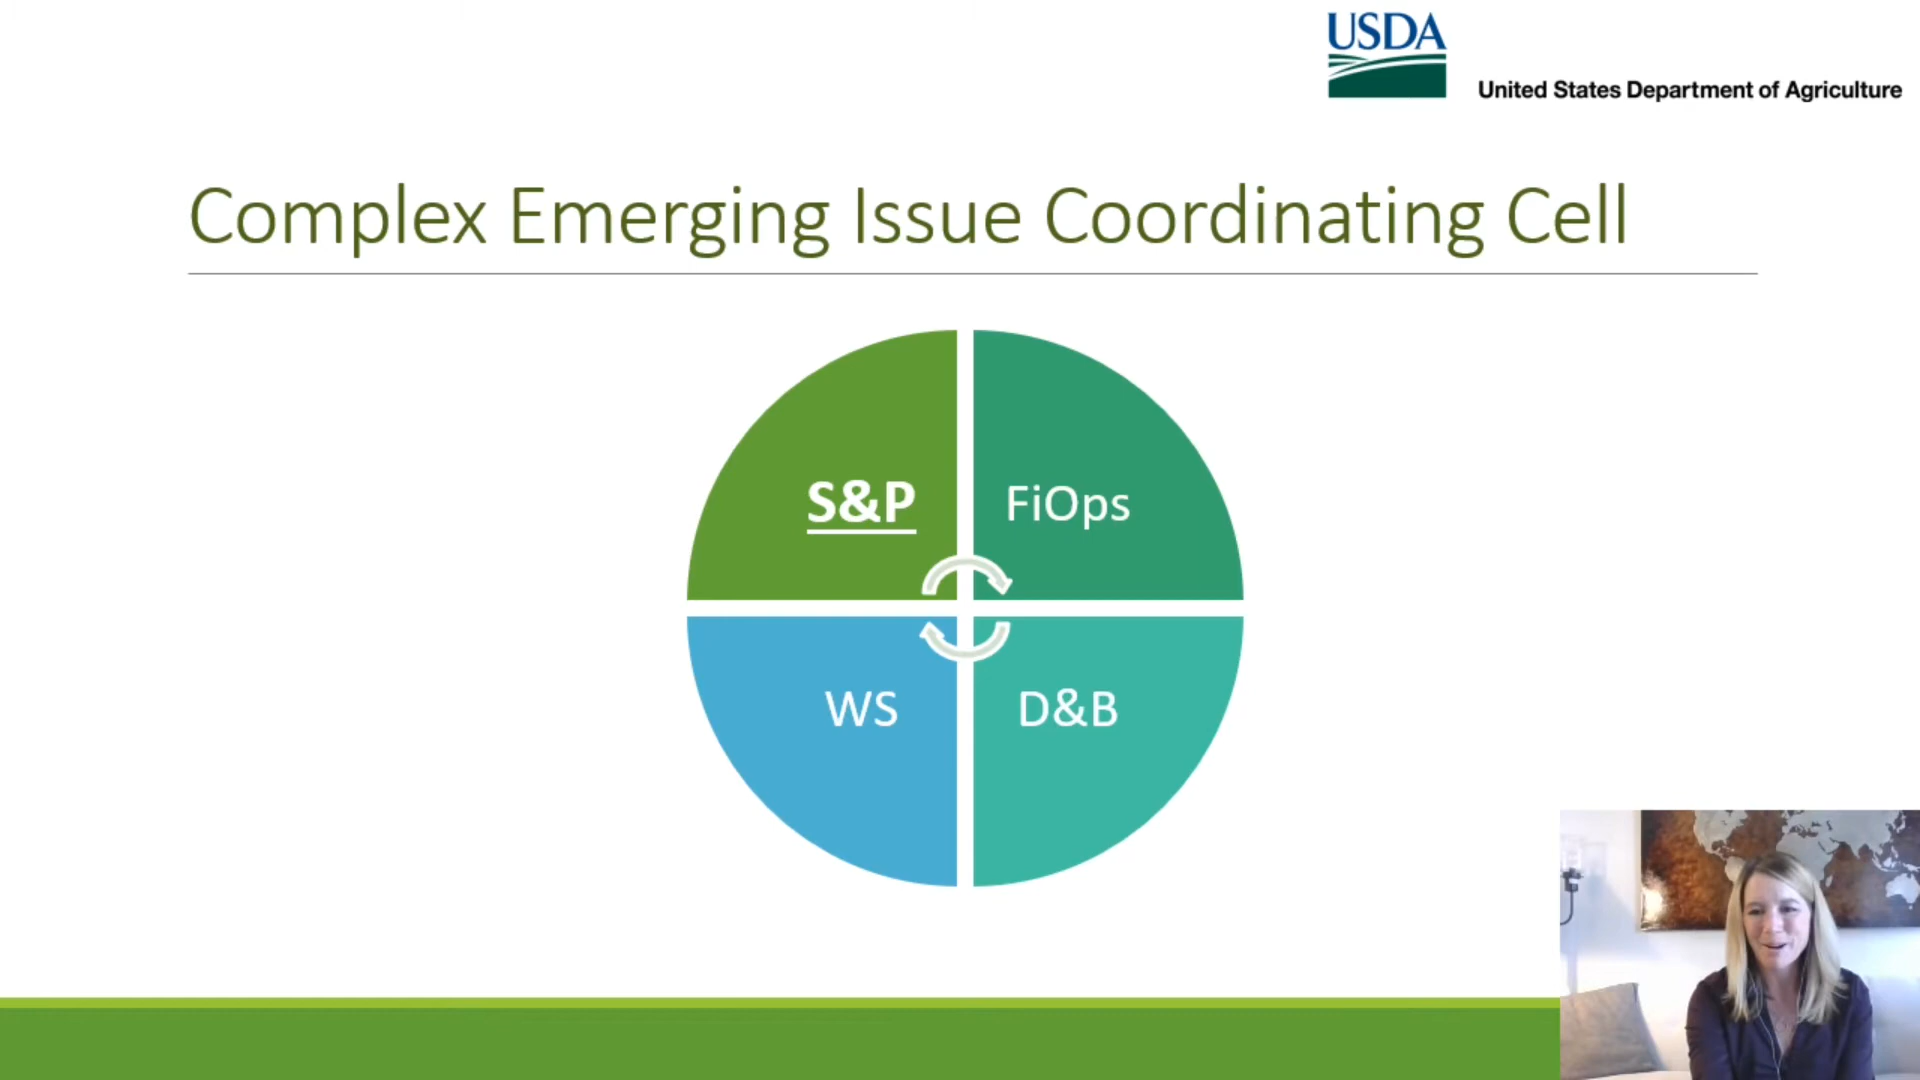 USDA
United States Department of Agriculture
Complex Emerging Issue Coordinating Cell
S&P
FiOps
WS
D&B